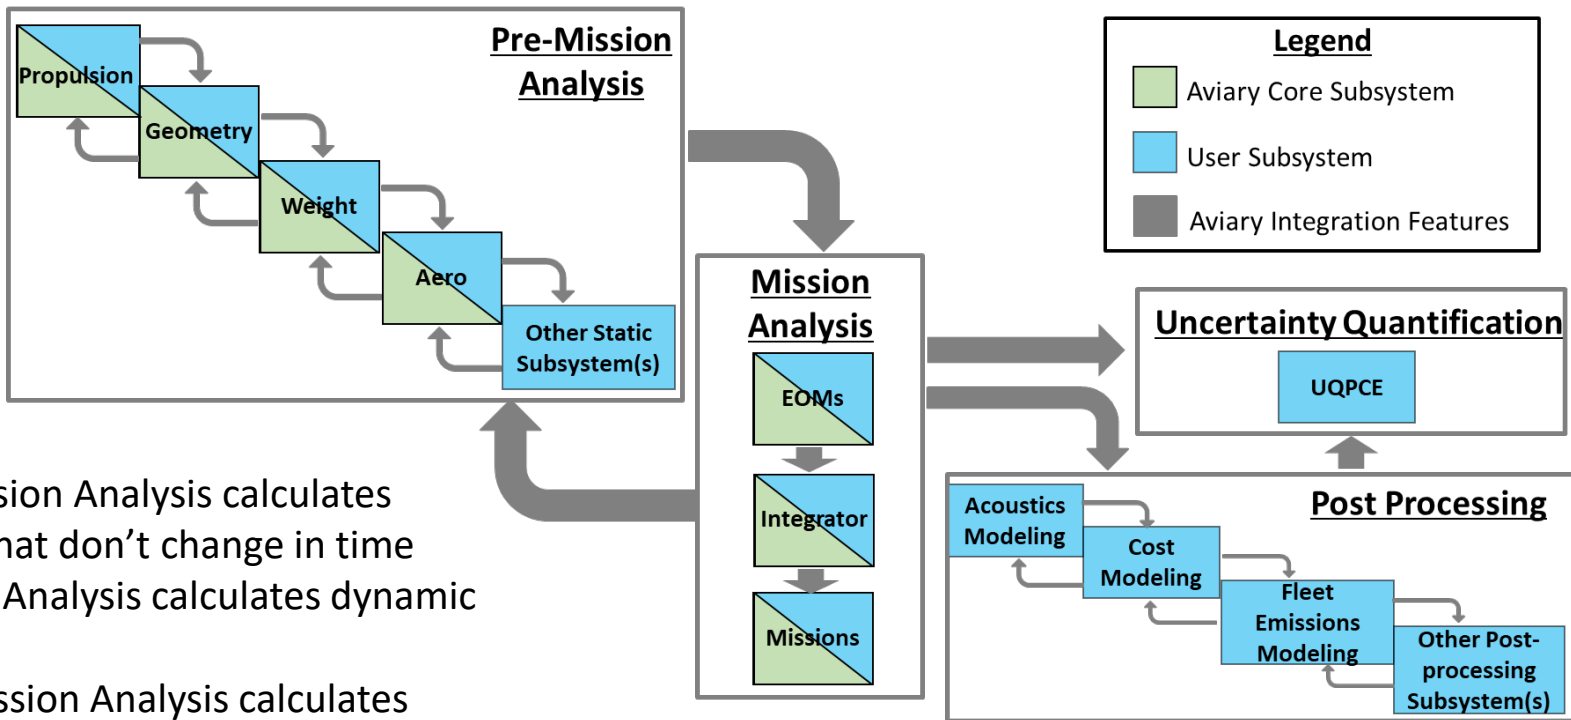 Pre-Mission
Analysis
Propulsion
Geometry
Weight
Aero
Other Static
Subsystem(s)
Legend
Aviary Core Subsystem
User Subsystem
Aviary Integration Features
Mission
Analysis
EOMs
Integrator
Missions
Uncertainty Quantification
UQPCE
Post Processing
Acoustics
Modeling
Cost
Modeling
Fleet
Emissions
Modeling
Other Post-
processing
Subsystem(s)
sion Analysis calculates
hat don’t change in time
Analysis calculates dynamic
ssion Analysis calculates